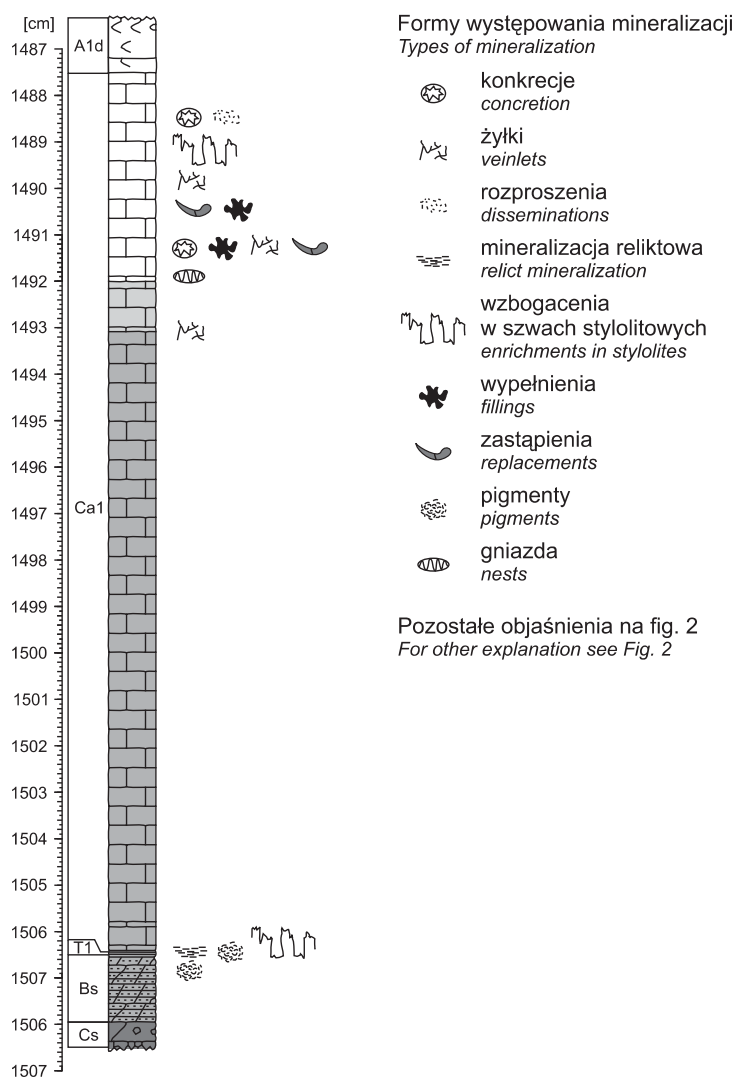 [cm]
A1d
1487
1488
1489
1490
1491
1492
1493
1494
1495
1496
1497
Ca1
1498
1499
1500
1501
1502
1503
1504
1505
1506
T1
1507
Bs
1506
Cs
1507
Formy występowania mineralizacji
Types of mineralization
konkrecje
concretion
żyłki
veinlets
rozproszenia
disseminations
mineralizacja reliktowa
relict mineralization
wzbogacenia
w szwach stylolitowych
enrichments in stylolites
wypełnienia
fillings
zastąpienia
replacements
pigmenty
pigments
gniazda
nests
Pozostałe objaśnienia na fig. 2
For other explanation see Fig. 2